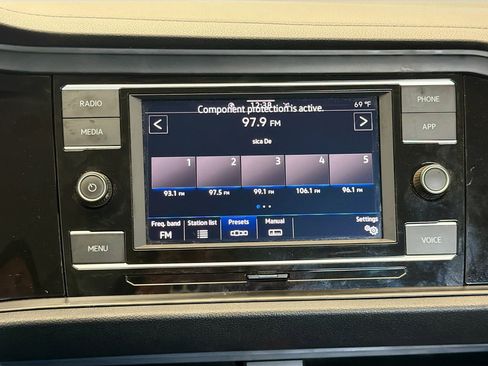 RADIO
MEDIA
MENU
12:38
69 °F
Component protection is active.
97.9 FM
sica De
1 2 3 4 5
93.1 FM 97.5 FM 99.1 FM 106.1 FM 96.1 FM
Freq. band Station list Presets Manual Settings
FM
PHONE
APP
VOICE